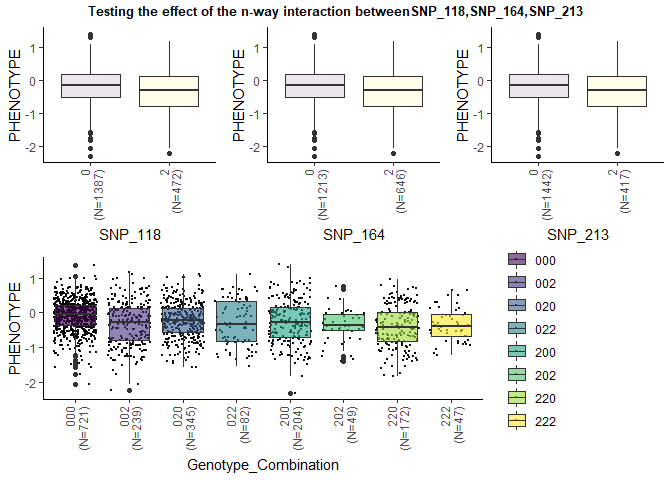 Testing the effect of the n-way interaction betweenSNP_118,SNP_164,SNP_213
PHENOTYPE
1
0
-1
-2
0
(N=1387)
2
(N=472)
SNP_118
PHENOTYPE
1
0
-1
-2
0
(N=1213)
2
(N=646)
SNP_164
PHENOTYPE
1
0
-1
-2
0
(N=1442)
2
(N=417)
SNP_213
PHENOTYPE
1
0
-1
-2
000
(N=721)
002
(N=239)
020
(N=345)
022
(N=82)
200
(N=204)
202
(N=49)
220
(N=172)
222
(N=47)
Genotype_Combination
000
002
020
022
200
202
220
222